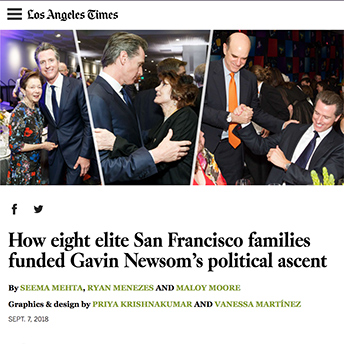 Los Angeles Times
How eight elite San Francisco families
funded Gavin Newsom's political ascent
By SEEMA MEHTA, RYAN MENEZES AND MALOY MOORE
Graphics & design by PRIYA KRISHNAKUMAR AND VANESSA MARTÍNEZ
SEPT. 7, 2018